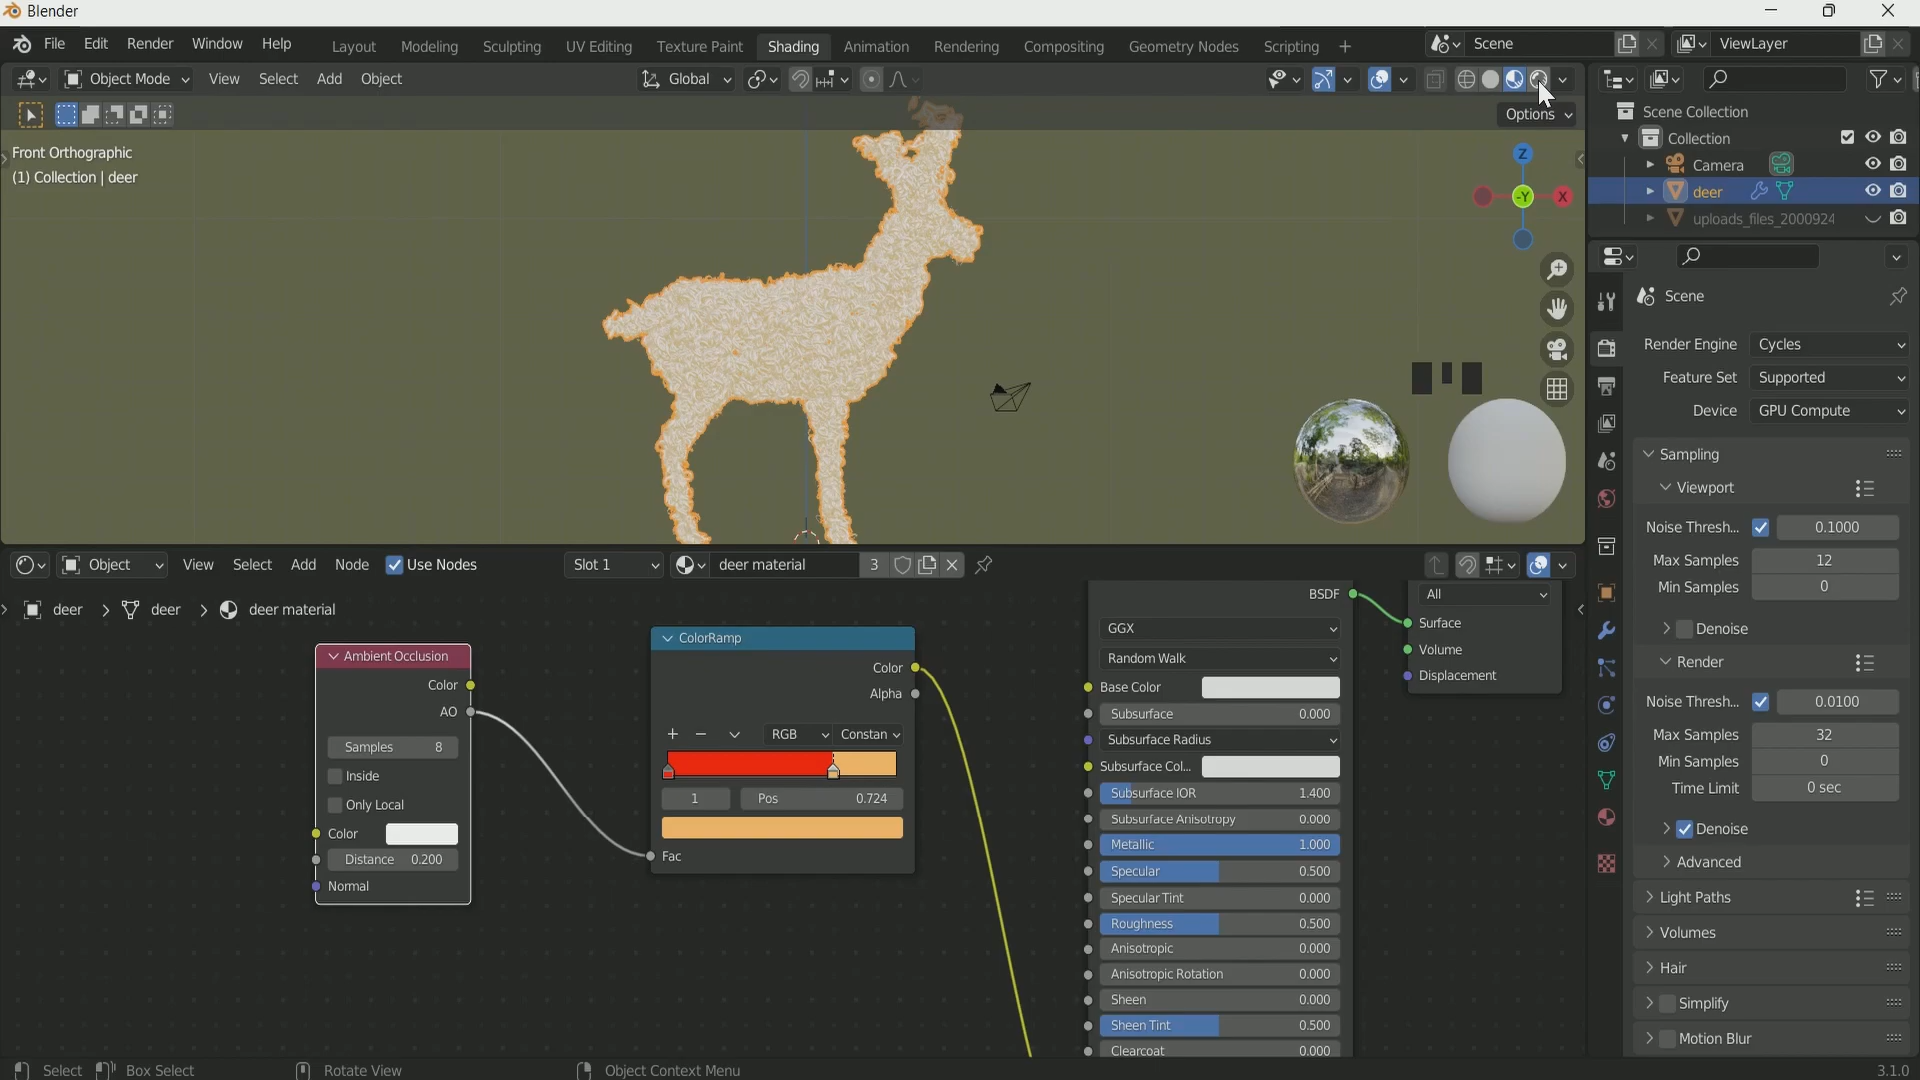 Blender
File Edit Render Window Help Layout Modeling Sculpting UV Editing Texture Paint Shading Animation Rendering Compositing Geometry Nodes Scripting + Scene ViewLayer
Object Mode View Select Add Object Global
Options
Front Orthographic
(1) Collection | deer
Z
-Y X
Scene Collection
Collection
Camera
deer
uploads_files_2000924
Scene
Render Engine Cycles
Feature Set Supported
Device GPU Compute
Sampling
Viewport
Noise Thresh... 0.1000
Max Samples 12
Min Samples 0
Denoise
Render
Noise Thresh... 0.0100
Max Samples 32
Min Samples 0
Time Limit 0 sec
Denoise
Advanced
Light Paths
Volumes
Hair
Simplify
Motion Blur
Object View Select Add Node Use Nodes Slot 1 deer material 3
deer > deer > deer material
Ambient Occlusion
Color
AO
Samples 8
Inside
Only Local
Color
Distance 0.200
Normal
ColorRamp
Color
Alpha
+ − RGB Constan
1 Pos 0.724
Fac
BSDF
GGX
Random Walk
Base Color
Subsurface 0.000
Subsurface Radius
Subsurface Col...
Subsurface IOR 1.400
Subsurface Anisotropy 0.000
Metallic 1.000
Specular 0.500
Specular Tint 0.000
Roughness 0.500
Anisotropic 0.000
Anisotropic Rotation 0.000
Sheen 0.000
Sheen Tint 0.500
Clearcoat 0.000
All
Surface
Volume
Displacement
Select Box Select Rotate View Object Context Menu 3.1.0